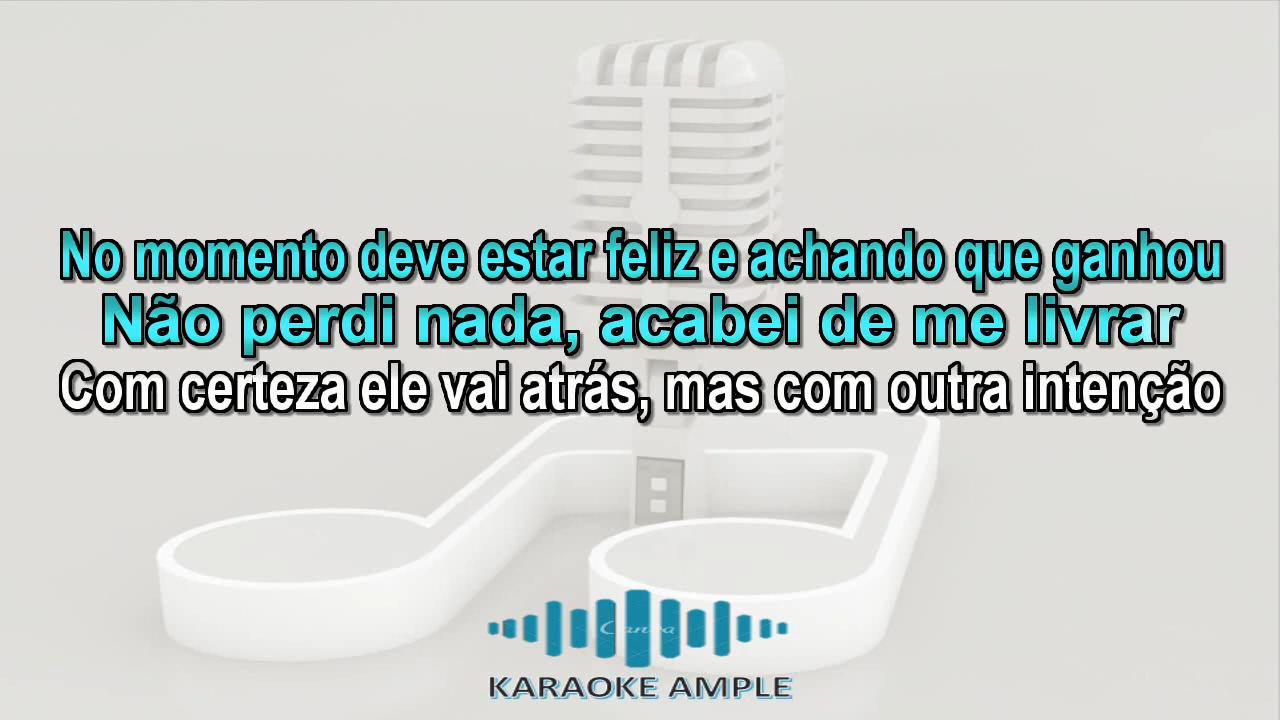 No momento deve estar feliz e achando que ganhou
Não perdi nada, acabei de me livrar
Com certeza ele vai atrás, mas com outra intenção
Canva
KARAOKE AMPLE